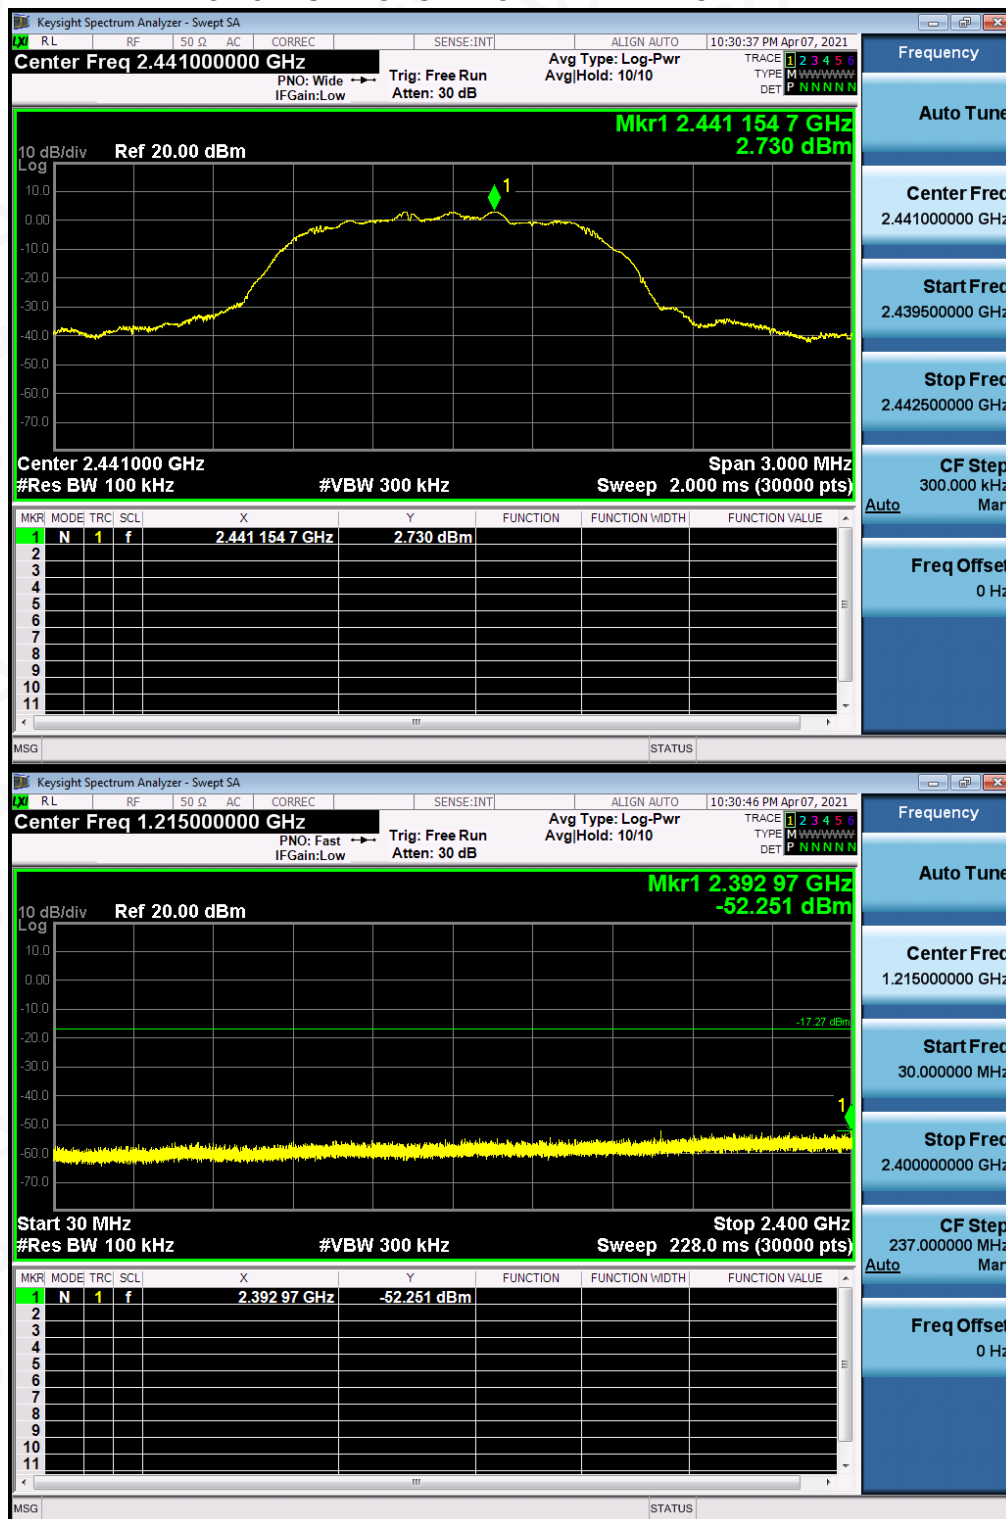 Keysight Spectrum Analyzer - Swept SA
LXI RL RF 50 Ω AC CORREC SENSE:INT ALIGN AUTO 10:30:37 PM Apr 07, 2021
Center Freq 2.441000000 GHz
PNO: Wide
IFGain:Low
Trig: Free Run
Atten: 30 dB
Avg Type: Log-Pwr
Avg|Hold: 10/10
TRACE 1 2 3 4 5 6
TYPE M WWWWW
DET P N N N N N
Mkr1 2.441 154 7 GHz
2.730 dBm
10 dB/div Ref 20.00 dBm
Log
10.0
0.00
-10.0
-20.0
-30.0
-40.0
-50.0
-60.0
-70.0
1
Center 2.441000 GHz Span 3.000 MHz
#Res BW 100 kHz #VBW 300 kHz Sweep 2.000 ms (30000 pts)
MKR MODE TRC SCL X Y FUNCTION FUNCTION WIDTH FUNCTION VALUE
1 N 1 f 2.441 154 7 GHz 2.730 dBm
2
3
4
5
6
7
8
9
10
11
MSG STATUS
Frequency
Auto Tune
Center Freq
2.441000000 GHz
Start Freq
2.439500000 GHz
Stop Freq
2.442500000 GHz
CF Step
300.000 kHz
Auto Man
Freq Offset
0 Hz
Keysight Spectrum Analyzer - Swept SA
LXI RL RF 50 Ω AC CORREC SENSE:INT ALIGN AUTO 10:30:46 PM Apr 07, 2021
Center Freq 1.215000000 GHz
PNO: Fast
IFGain:Low
Trig: Free Run
Atten: 30 dB
Avg Type: Log-Pwr
Avg|Hold: 10/10
TRACE 1 2 3 4 5 6
TYPE M WWWWW
DET P N N N N N
Mkr1 2.392 97 GHz
-52.251 dBm
10 dB/div Ref 20.00 dBm
Log
10.0
0.00
-10.0
-20.0
-30.0
-40.0
-50.0
-60.0
-70.0
-17.27 dBm
1
Start 30 MHz Stop 2.400 GHz
#Res BW 100 kHz #VBW 300 kHz Sweep 228.0 ms (30000 pts)
MKR MODE TRC SCL X Y FUNCTION FUNCTION WIDTH FUNCTION VALUE
1 N 1 f 2.392 97 GHz -52.251 dBm
2
3
4
5
6
7
8
9
10
11
MSG STATUS
Frequency
Auto Tune
Center Freq
1.215000000 GHz
Start Freq
30.000000 MHz
Stop Freq
2.400000000 GHz
CF Step
237.000000 MHz
Auto Man
Freq Offset
0 Hz